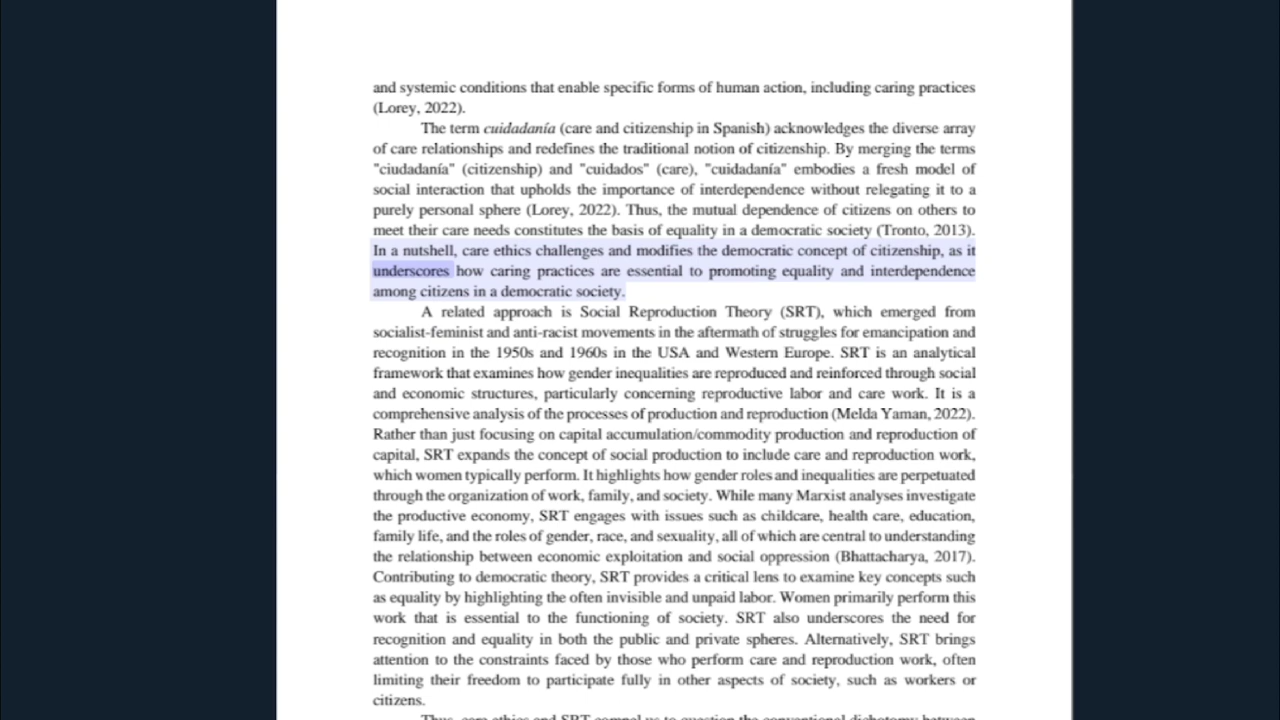 and systemic conditions that enable specific forms of human action, including caring practices
(Lorey, 2022).
The term cuidadanía (care and citizenship in Spanish) acknowledges the diverse array
of care relationships and redefines the traditional notion of citizenship. By merging the terms
"ciudadanía" (citizenship) and "cuidados" (care), "cuidadanía" embodies a fresh model of
social interaction that upholds the importance of interdependence without relegating it to a
purely personal sphere (Lorey, 2022). Thus, the mutual dependence of citizens on others to
meet their care needs constitutes the basis of equality in a democratic society (Tronto, 2013).
In a nutshell, care ethics challenges and modifies the democratic concept of citizenship, as it
underscores how caring practices are essential to promoting equality and interdependence
among citizens in a democratic society.
A related approach is Social Reproduction Theory (SRT), which emerged from
socialist-feminist and anti-racist movements in the aftermath of struggles for emancipation and
recognition in the 1950s and 1960s in the USA and Western Europe. SRT is an analytical
framework that examines how gender inequalities are reproduced and reinforced through social
and economic structures, particularly concerning reproductive labor and care work. It is a
comprehensive analysis of the processes of production and reproduction (Melda Yaman, 2022).
Rather than just focusing on capital accumulation/commodity production and reproduction of
capital, SRT expands the concept of social production to include care and reproduction work,
which women typically perform. It highlights how gender roles and inequalities are perpetuated
through the organization of work, family, and society. While many Marxist analyses investigate
the productive economy, SRT engages with issues such as childcare, health care, education,
family life, and the roles of gender, race, and sexuality, all of which are central to understanding
the relationship between economic exploitation and social oppression (Bhattacharya, 2017).
Contributing to democratic theory, SRT provides a critical lens to examine key concepts such
as equality by highlighting the often invisible and unpaid labor. Women primarily perform this
work that is essential to the functioning of society. SRT also underscores the need for
recognition and equality in both the public and private spheres. Alternatively, SRT brings
attention to the constraints faced by those who perform care and reproduction work, often
limiting their freedom to participate fully in other aspects of society, such as workers or
citizens.
Thus, care ethics and SRT compel us to question the conventional dichotomy between